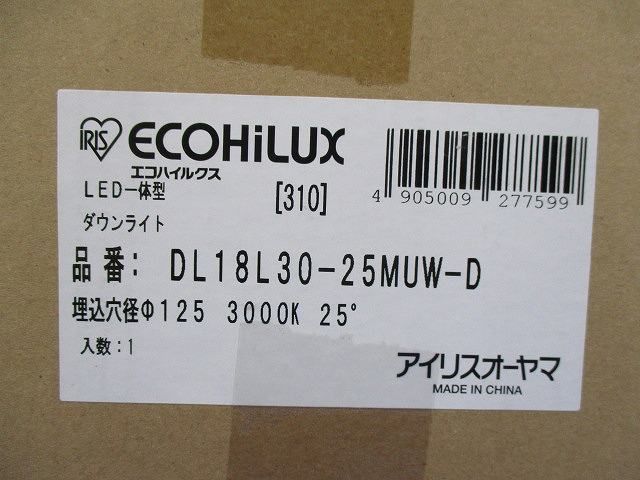 IRIS ECOHiLUX
エコハイルクス
LED一体型 [310]
ダウンライト
4 905009 277599
品番: DL18L30-25MUW-D
埋込穴径Φ125 3000K 25°
入数:1
アイリスオーヤマ
MADE IN CHINA